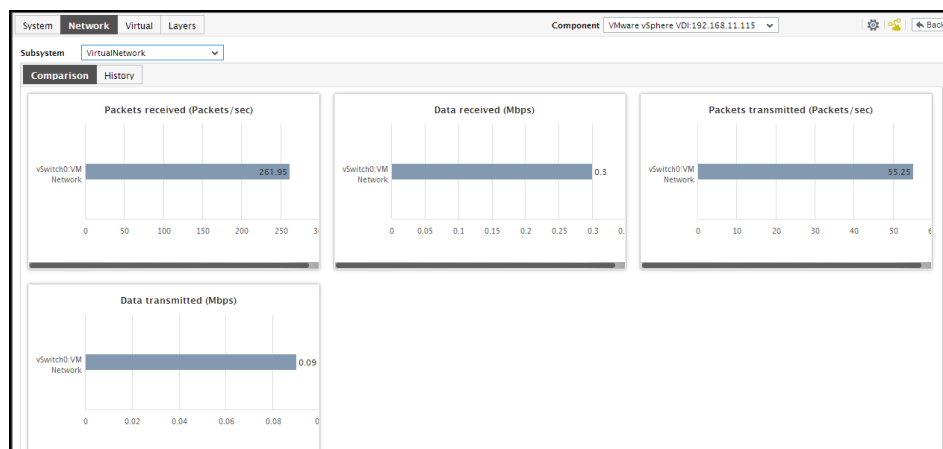 System Network Virtual Layers Component VMware vSphere VDI:192.168.11.115 Back
Subsystem VirtualNetwork
Comparison History
Packets received (Packets/sec)
vSwitch0:VM
Network
261.95
0 50 100 150 200 250 3
Data received (Mbps)
vSwitch0:VM
Network
0.3
0 0.05 0.1 0.15 0.2 0.25 0.3 0.
Packets transmitted (Packets/sec)
vSwitch0:VM
Network
55.25
0 10 20 30 40 50 6
Data transmitted (Mbps)
vSwitch0:VM
Network
0.09
0 0.02 0.04 0.06 0.08 0